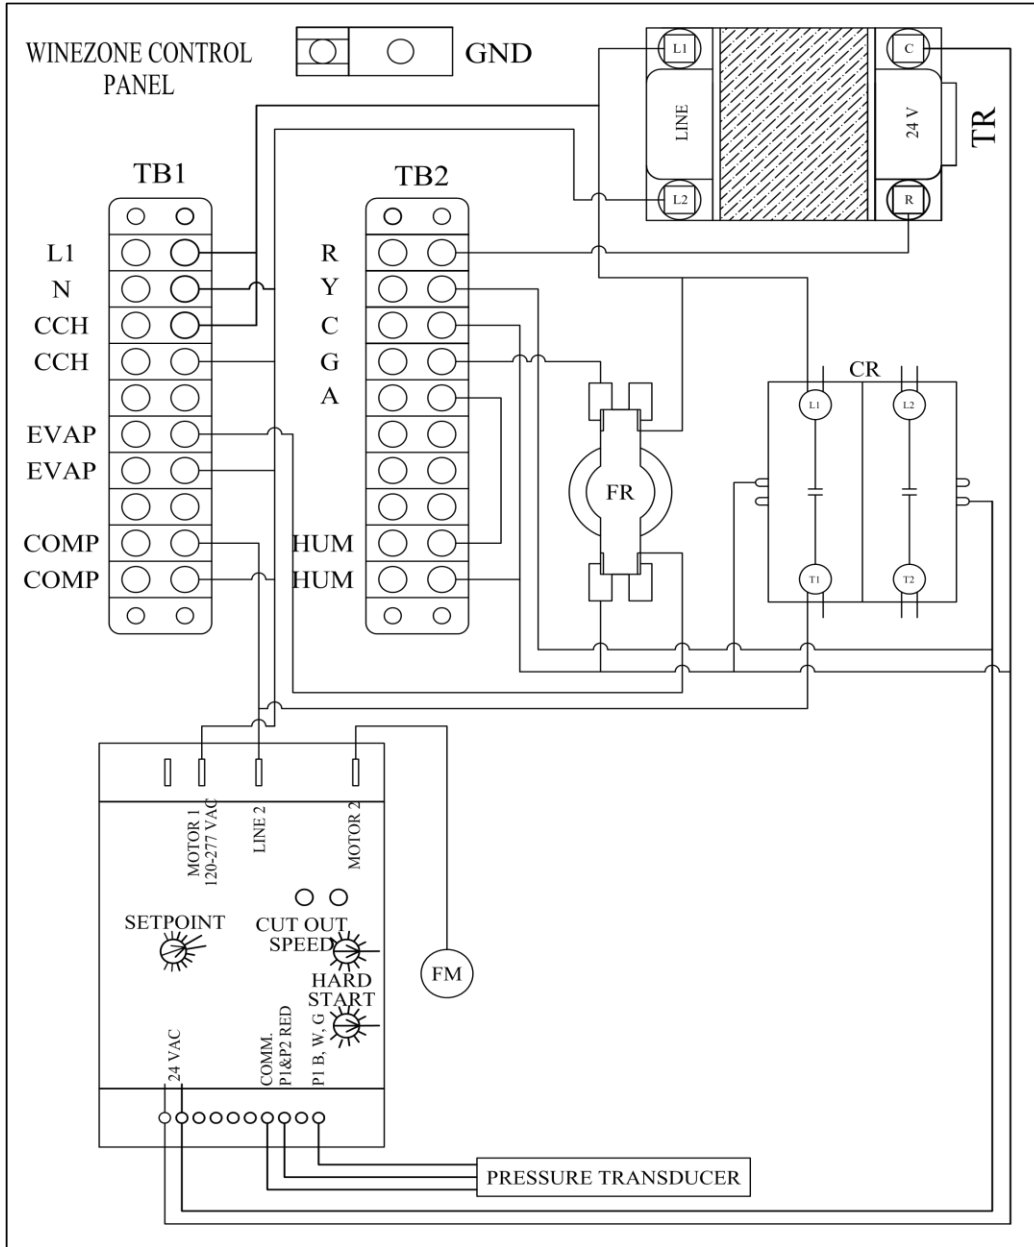 WINEZONE CONTROL
PANEL
GND
L1
C
LINE
24 V
TR
L2
R
TB1
L1
N
CCH
CCH
EVAP
EVAP
COMP
COMP
TB2
R
Y
C
G
A
HUM
HUM
FR
CR
L1
L2
T1
T2
MOTOR 1
120-277 VAC
LINE 2
MOTOR 2
SETPOINT
CUT OUT
SPEED
HARD
START
FM
24 VAC
COMM.
P1&P2 RED
P1 B, W, G
PRESSURE TRANSDUCER